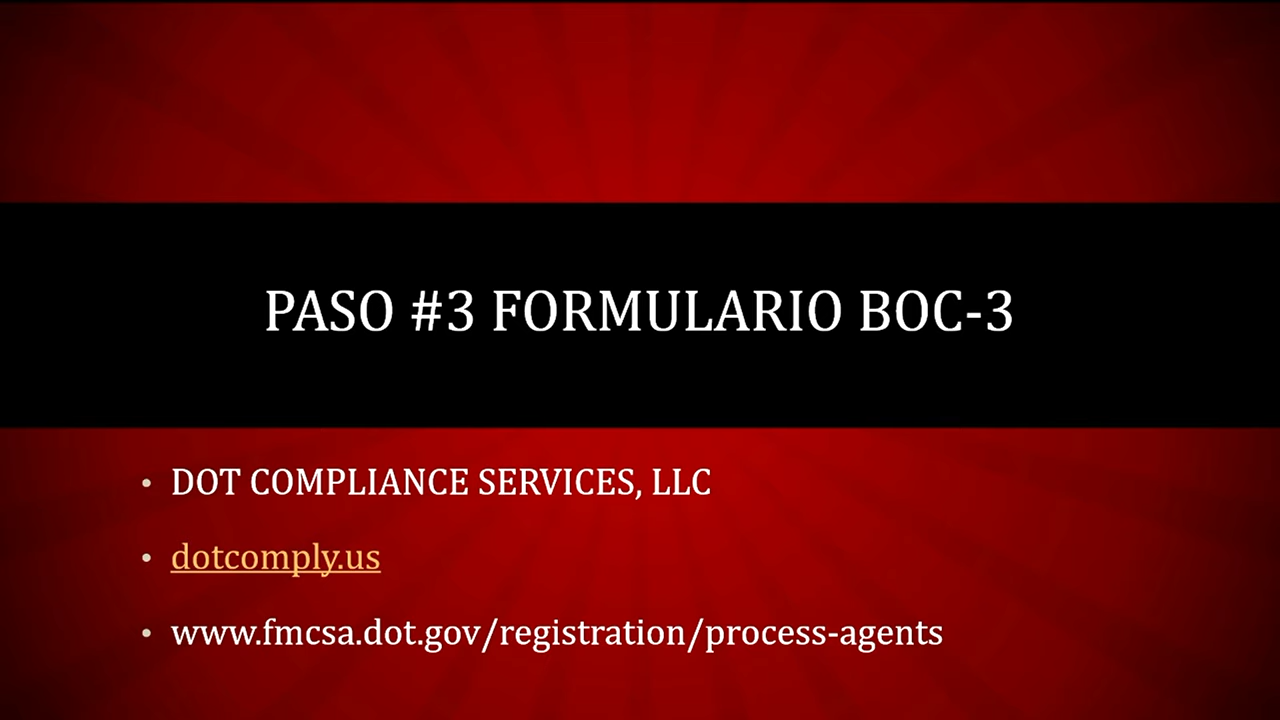 PASO #3 FORMULARIO BOC-3
• DOT COMPLIANCE SERVICES, LLC
• dotcomply.us
• www.fmcsa.dot.gov/registration/process-agents